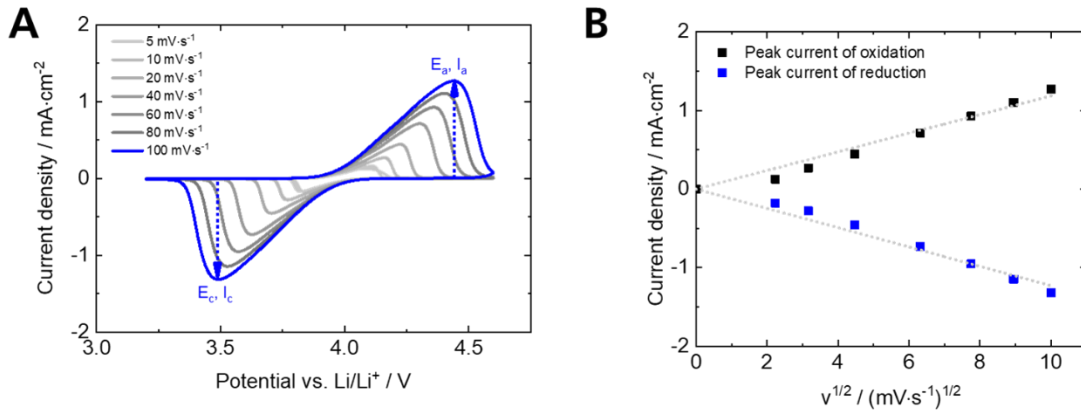 A
Current density / mA·cm⁻²
2
1
0
-1
-2
3.0
3.5
4.0
4.5
Potential vs. Li/Li⁺ / V
5 mV·s⁻¹
10 mV·s⁻¹
20 mV·s⁻¹
40 mV·s⁻¹
60 mV·s⁻¹
80 mV·s⁻¹
100 mV·s⁻¹
Eₐ, Iₐ
E꜀, I꜀
B
Current density / mA·cm⁻²
2
1
0
-1
-2
0
2
4
6
8
10
v¹ᐟ² / (mV·s⁻¹)¹ᐟ²
Peak current of oxidation
Peak current of reduction